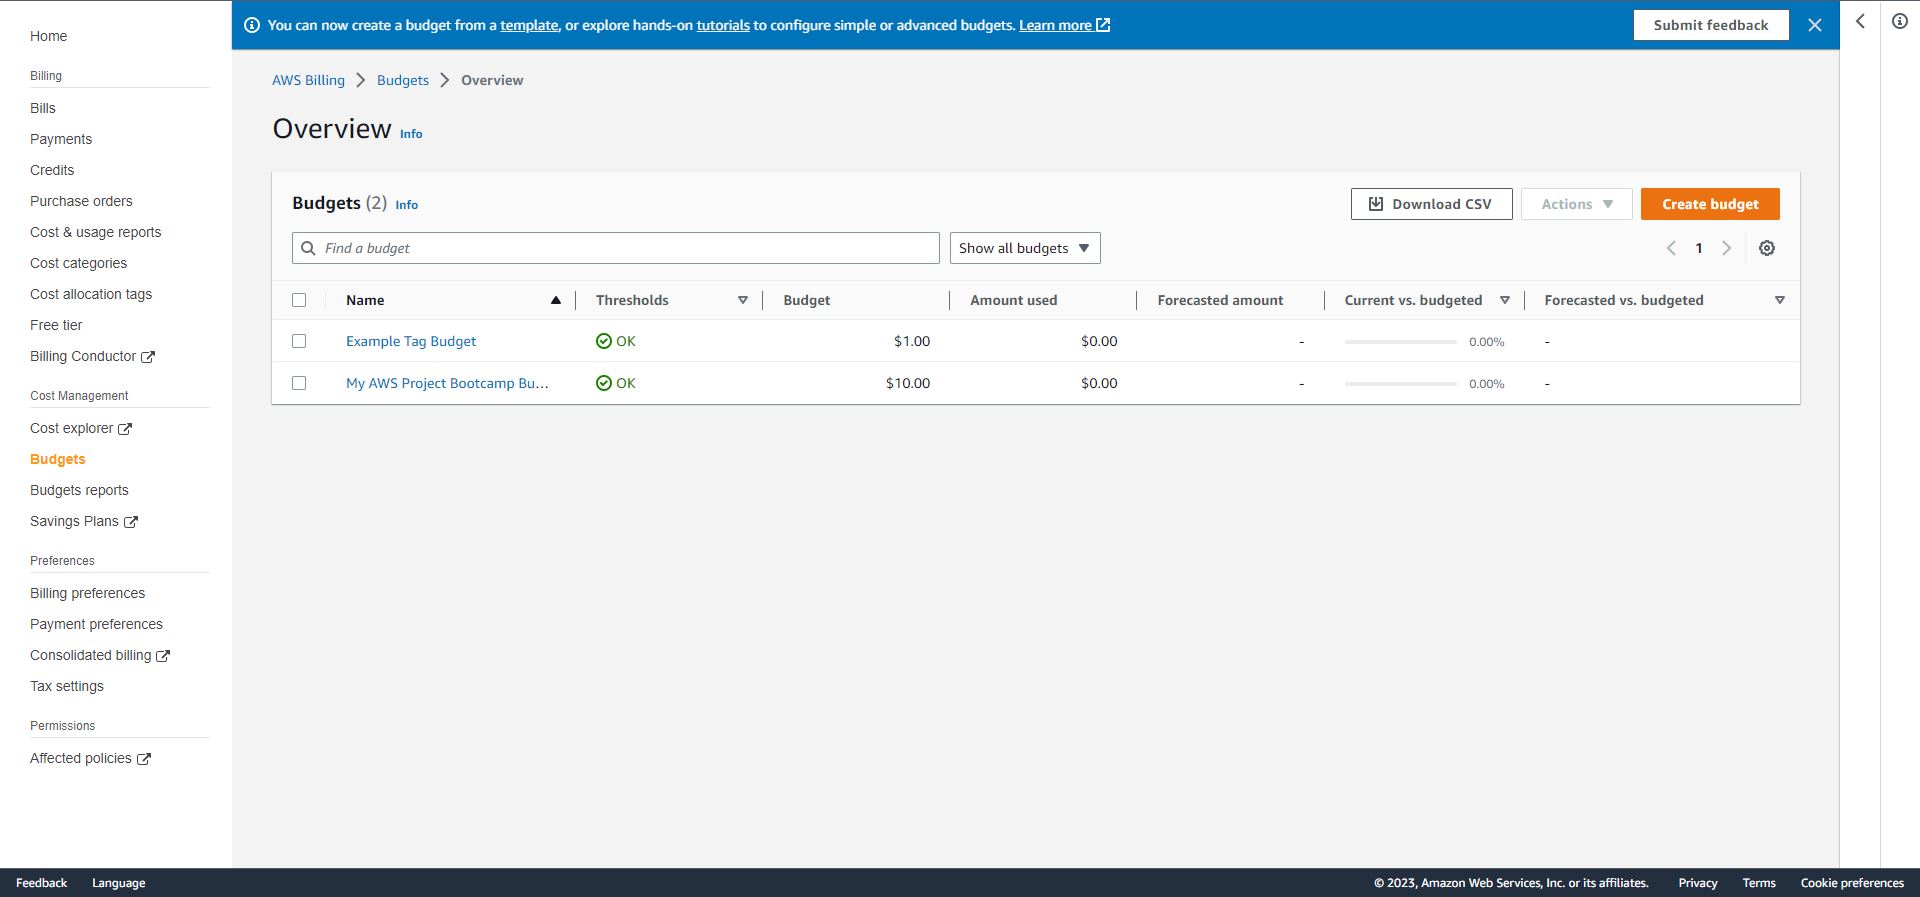 You can now create a budget from a template, or explore hands-on tutorials to configure simple or advanced budgets. Learn more
Submit feedback
Home
Billing
Bills
Payments
Credits
Purchase orders
Cost & usage reports
Cost categories
Cost allocation tags
Free tier
Billing Conductor
Cost Management
Cost explorer
Budgets
Budgets reports
Savings Plans
Preferences
Billing preferences
Payment preferences
Consolidated billing
Tax settings
Permissions
Affected policies
AWS Billing > Budgets > Overview
Overview Info
Budgets (2) Info
Download CSV Actions Create budget
Find a budget Show all budgets 1
Name Thresholds Budget Amount used Forecasted amount Current vs. budgeted Forecasted vs. budgeted
Example Tag Budget OK $1.00 $0.00 - 0.00% -
My AWS Project Bootcamp Bu... OK $10.00 $0.00 - 0.00% -
Feedback Language © 2023, Amazon Web Services, Inc. or its affiliates. Privacy Terms Cookie preferences